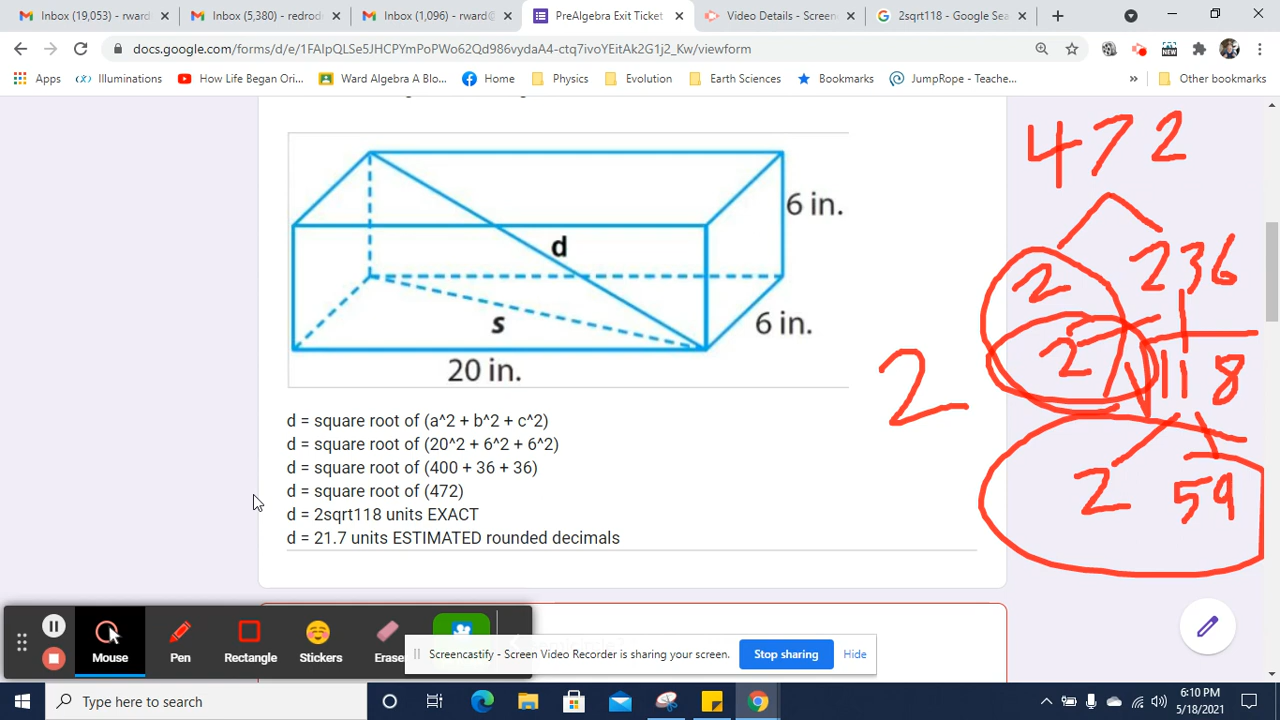 Inbox (19,053) - rward
Inbox (5,380) - redrod
Inbox (1,096) - rward@
PreAlgebra Exit Ticket
Video Details - Screen
2sqrt118 - Google Sea
docs.google.com/forms/d/e/1FAIpQLSe5JHCPYmPoPWo62Qd986vydaA4-ctq7ivoYEitAk2G1j2_Kw/viewform
NEW
Apps
Illuminations
How Life Began Ori...
Ward Algebra A Blo...
Home
Physics
Evolution
Earth Sciences
Bookmarks
JumpRope - Teache...
»
Other bookmarks
6 in.
d
s
6 in.
20 in.
d = square root of (a^2 + b^2 + c^2)
d = square root of (20^2 + 6^2 + 6^2)
d = square root of (400 + 36 + 36)
d = square root of (472)
d = 2sqrt118 units EXACT
d = 21.7 units ESTIMATED rounded decimals
472
2 236
2 2 √118
2 59
Mouse
Pen
Rectangle
Stickers
Erase
Screencastify - Screen Video Recorder is sharing your screen.
Stop sharing
Hide
Type here to search
6:10 PM
5/18/2021